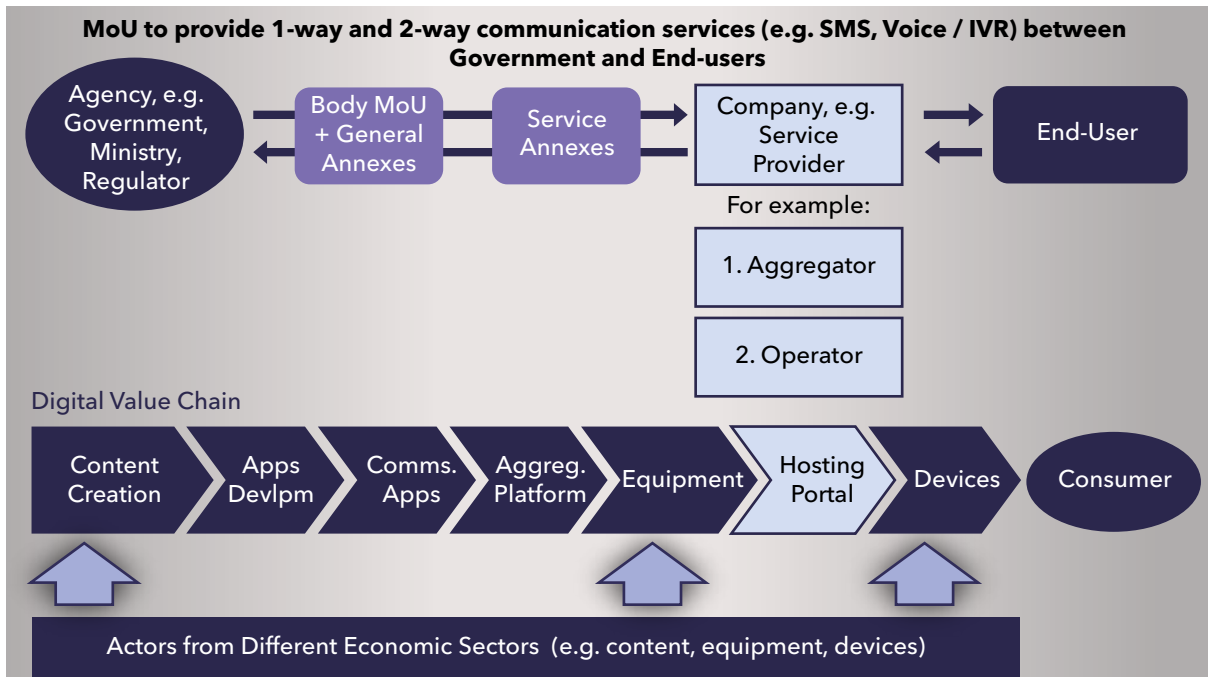 MoU to provide 1-way and 2-way communication services (e.g. SMS, Voice / IVR) between
Government and End-users
Agency, e.g.
Government,
Ministry,
Regulator
Body MoU
+ General
Annexes
Service
Annexes
Company, e.g.
Service
Provider
End-User
For example:
1. Aggregator
2. Operator
Digital Value Chain
Content
Creation
Apps
Devlpm
Comms.
Apps
Aggreg.
Platform
Equipment
Hosting
Portal
Devices
Consumer
Actors from Different Economic Sectors (e.g. content, equipment, devices)